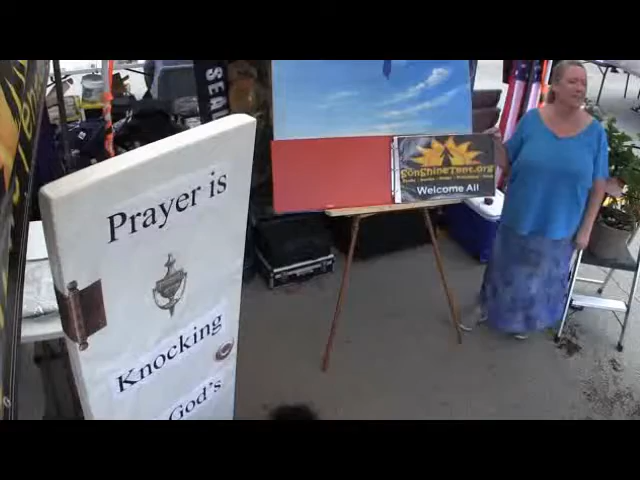 SEA
Prayer is
Knocking
God's
SonShineTent.org
Welcome All